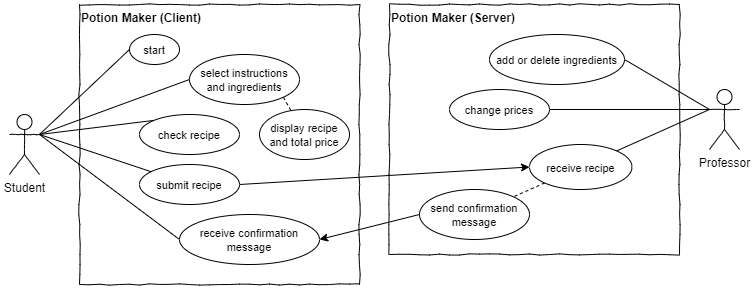 Potion Maker (Client)
start
select instructions
and ingredients
check recipe
display recipe
and total price
submit recipe
receive confirmation
message
Student
Potion Maker (Server)
add or delete ingredients
change prices
receive recipe
send confirmation
message
Professor